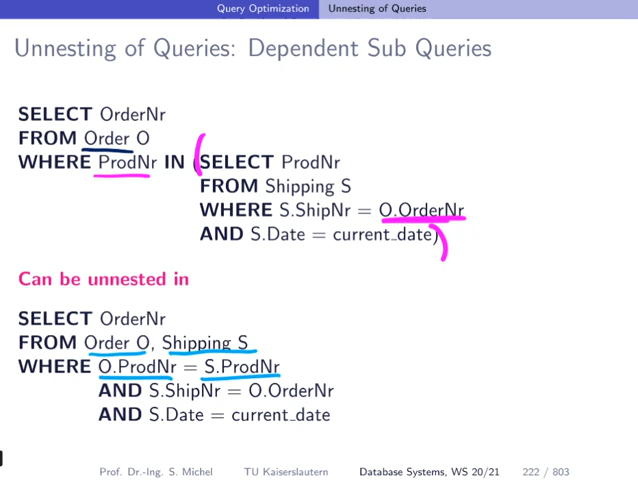 Query Optimization Unnesting of Queries
Unnesting of Queries: Dependent Sub Queries
SELECT OrderNr
FROM Order O
WHERE ProdNr IN (SELECT ProdNr
FROM Shipping S
WHERE S.ShipNr = O.OrderNr
AND S.Date = current_date)
Can be unnested in
SELECT OrderNr
FROM Order O, Shipping S
WHERE O.ProdNr = S.ProdNr
AND S.ShipNr = O.OrderNr
AND S.Date = current_date
Prof. Dr.-Ing. S. Michel TU Kaiserslautern Database Systems, WS 20/21 222 / 803